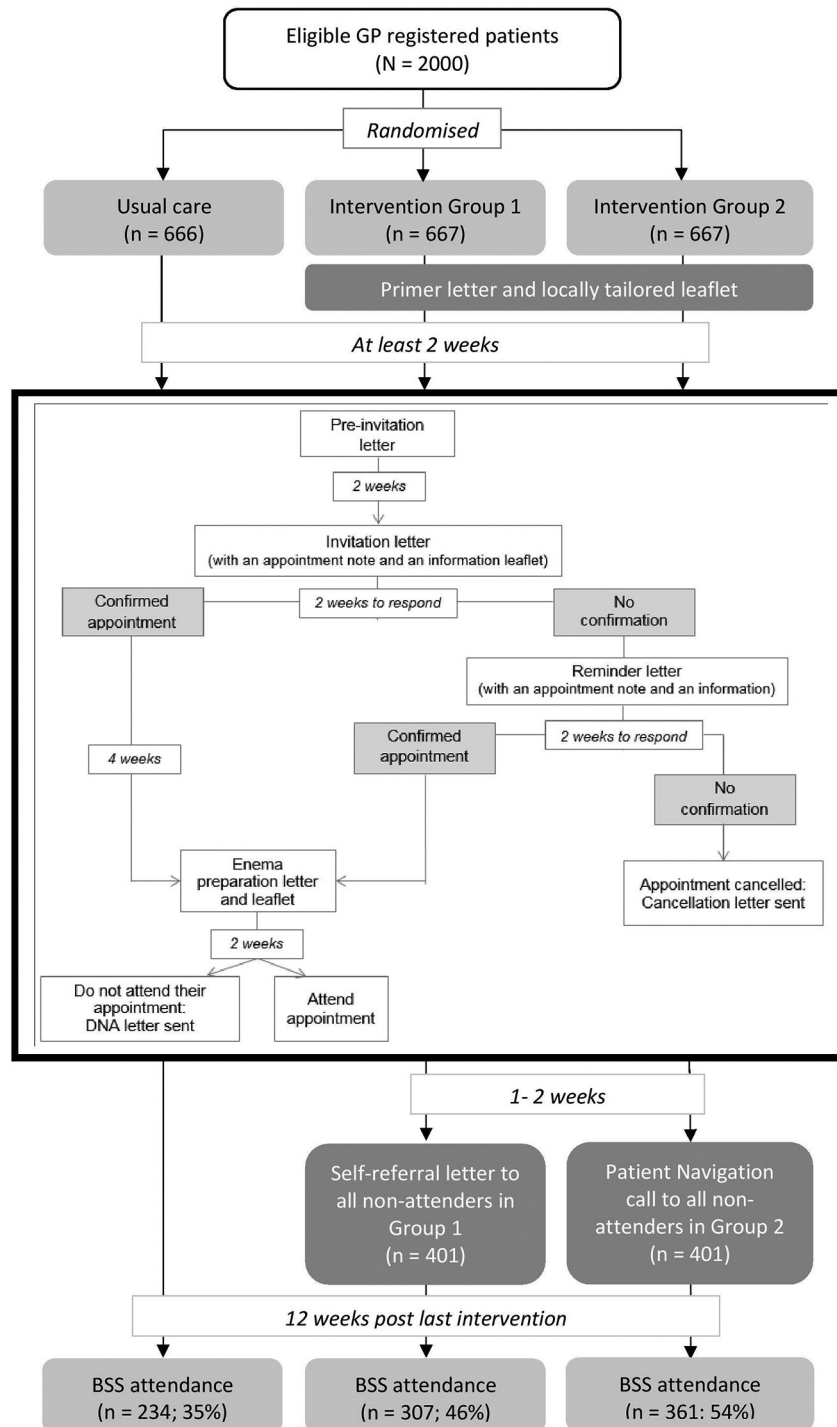 Eligible GP registered patients
(N = 2000)
Randomised
Usual care
(n = 666)
Intervention Group 1
(n = 667)
Intervention Group 2
(n = 667)
Primer letter and locally tailored leaflet
At least 2 weeks
Pre-invitation
letter
2 weeks
Invitation letter
(with an appointment note and an information leaflet)
Confirmed
appointment
2 weeks to respond
No
confirmation
Reminder letter
(with an appointment note and an information)
Confirmed
appointment
2 weeks to respond
4 weeks
No
confirmation
Enema
preparation letter
and leaflet
Appointment cancelled:
Cancellation letter sent
2 weeks
Do not attend their
appointment:
DNA letter sent
Attend
appointment
1- 2 weeks
Self-referral letter to
all non-attenders in
Group 1
(n = 401)
Patient Navigation
call to all non-
attenders in Group 2
(n = 401)
12 weeks post last intervention
BSS attendance
(n = 234; 35%)
BSS attendance
(n = 307; 46%)
BSS attendance
(n = 361: 54%)